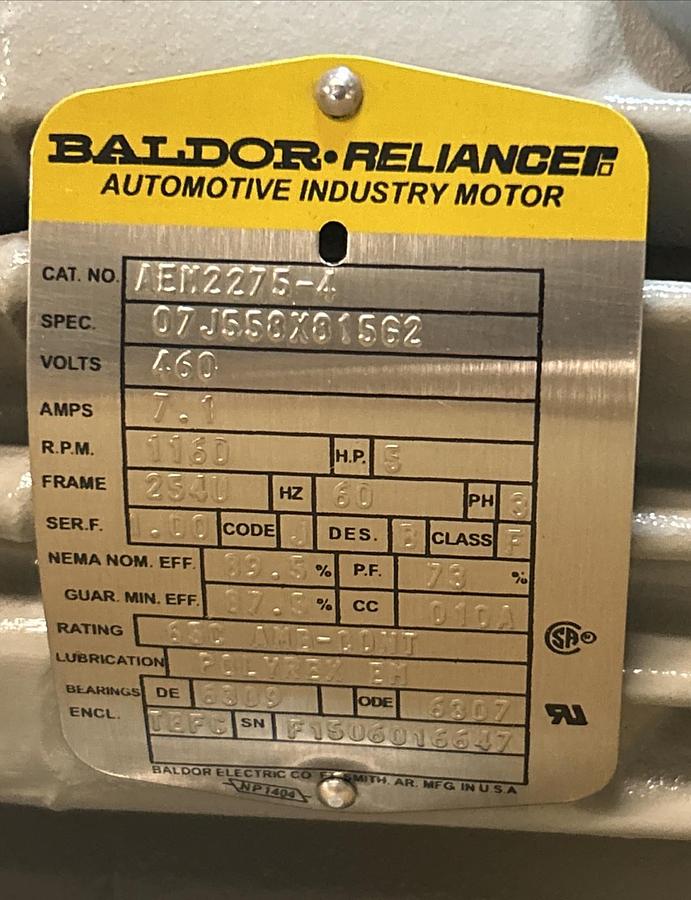 BALDOR•RELIANCE
AUTOMOTIVE INDUSTRY MOTOR
CAT. NO. AEM2275-4
SPEC. 07J558X815G2
VOLTS 460
AMPS 7.1
R.P.M. 1160 H.P. 5
FRAME 254U HZ 60 PH 3
SER.F. 1.00 CODE J DES. B CLASS F
NEMA NOM. EFF. 89.5 % P.F. 73 %
GUAR. MIN. EFF. 87.5 % CC 010A
RATING 65C AMB-CONT
LUBRICATION POLYREX EM
BEARINGS DE 6309 ODE 6307
ENCL. TEFC SN F1506016647
BALDOR ELECTRIC CO FT. SMITH, AR. MFG. IN U.S.A
NP1404
SA